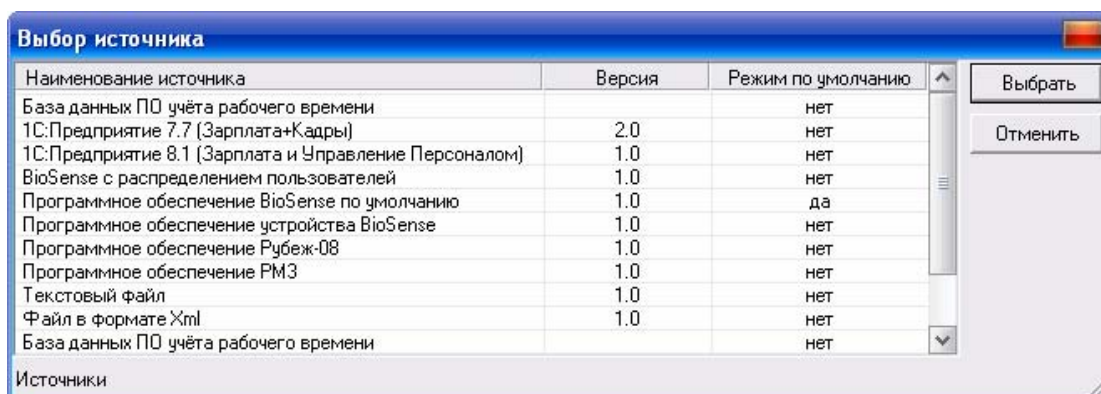 Выбор источника
Наименование источника Версия Режим по умолчанию
Выбрать
База данных ПО учёта рабочего времени нет
1С:Предприятие 7.7 (Зарплата+Кадры) 2.0 нет
Отменить
1С:Предприятие 8.1 (Зарплата и Управление Персоналом) 1.0 нет
BioSense с распределением пользователей 1.0 нет
Программное обеспечение BioSense по умолчанию 1.0 да
Программное обеспечение устройства BioSense 1.0 нет
Программное обеспечение Рубеж-08 1.0 нет
Программное обеспечение РМЗ 1.0 нет
Текстовый файл 1.0 нет
Файл в формате Xml 1.0 нет
База данных ПО учёта рабочего времени нет
Источники